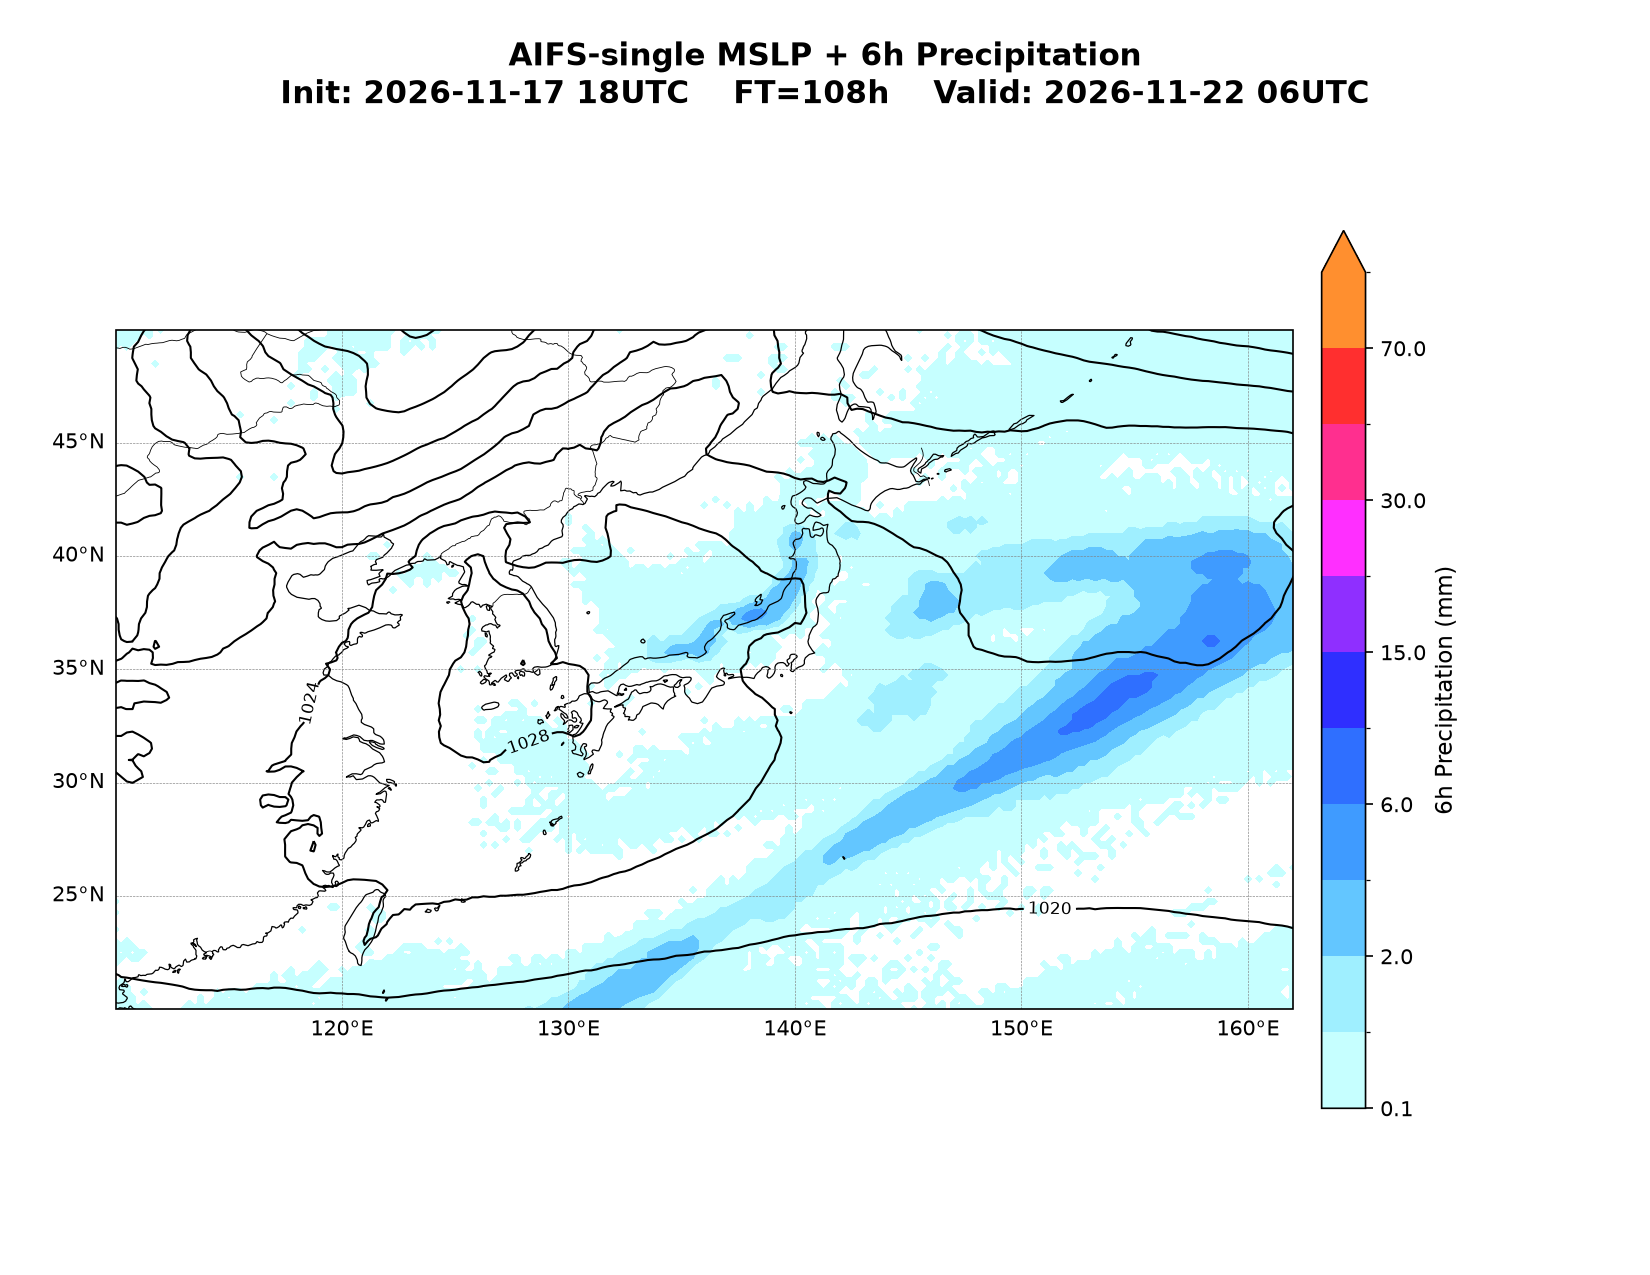 AIFS-single MSLP + 6h Precipitation
Init: 2026-11-17 18UTC    FT=108h    Valid: 2026-11-22 06UTC
70.0
45°N
30.0
40°N
35°N
15.0
1024
1028
30°N
6.0
6h Precipitation (mm)
25°N
1020
2.0
120°E
130°E
140°E
150°E
160°E
0.1